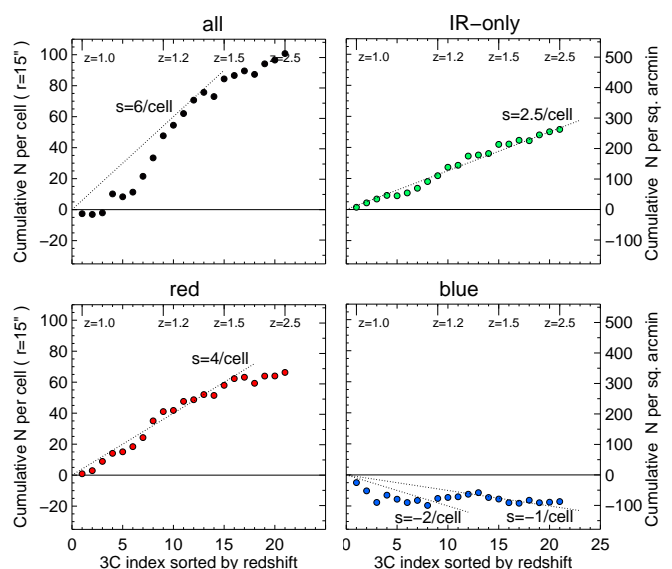 all
IR−only
Cumulative N per cell ( r=15")
100
80
60
40
20
0
−20
z=1.0
z=1.2
z=1.5
z=2.5
s=6/cell
z=1.0
z=1.2
z=1.5
z=2.5
s=2.5/cell
500
400
300
200
100
0
−100
Cumulative N per sq. arcmin
red
blue
Cumulative N per cell ( r=15")
100
80
60
40
20
0
−20
z=1.0
z=1.2
z=1.5
z=2.5
s=4/cell
z=1.0
z=1.2
z=1.5
z=2.5
s=−2/cell
s=−1/cell
500
400
300
200
100
0
−100
Cumulative N per sq. arcmin
0
5
10
15
20
0
5
10
15
20
25
3C index sorted by redshift
3C index sorted by redshift